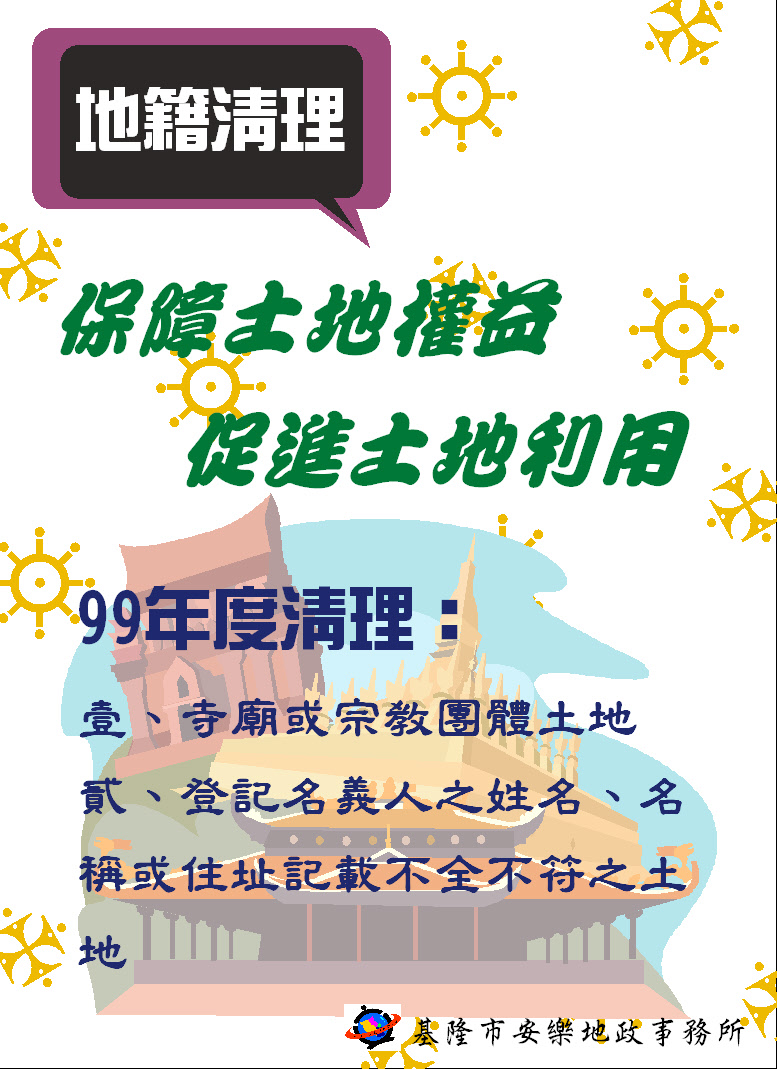 地籍清理
保障土地權益
促進土地利用
99年度清理：
壹、寺廟或宗教團體土地
貳、登記名義人之姓名、名
稱或住址記載不全不符之土
地
基隆市安樂地政事務所